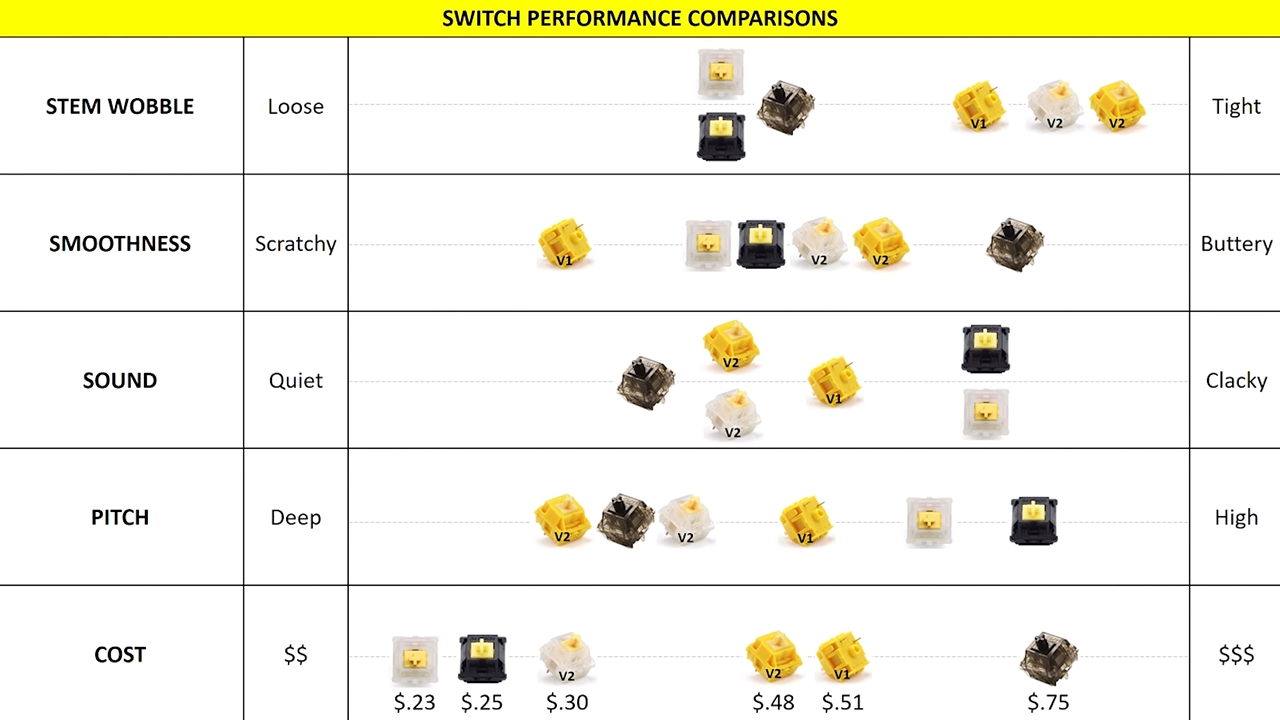 SWITCH PERFORMANCE COMPARISONS
STEM WOBBLE Loose V1 V2 V2 Tight
SMOOTHNESS Scratchy V1 V2 V2 Buttery
SOUND Quiet V2 V2 V1 Clacky
PITCH Deep V2 V2 V1 High
COST $$ V2 V2 V1 $$$
$.23 $.25 $.30 $.48 $.51 $.75